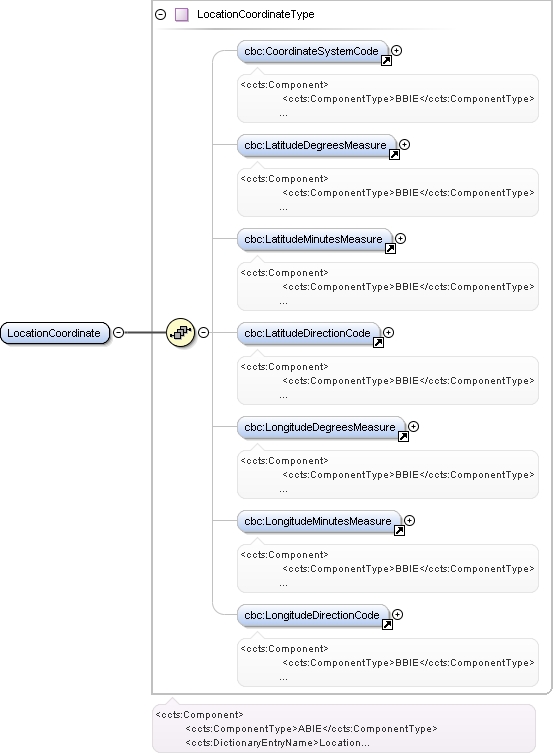 LocationCoordinateType
cbc:CoordinateSystemCode
<ccts:Component>
<ccts:ComponentType>BBIE</ccts:ComponentType>
...
cbc:LatitudeDegreesMeasure
<ccts:Component>
<ccts:ComponentType>BBIE</ccts:ComponentType>
...
cbc:LatitudeMinutesMeasure
<ccts:Component>
<ccts:ComponentType>BBIE</ccts:ComponentType>
...
LocationCoordinate
cbc:LatitudeDirectionCode
<ccts:Component>
<ccts:ComponentType>BBIE</ccts:ComponentType>
...
cbc:LongitudeDegreesMeasure
<ccts:Component>
<ccts:ComponentType>BBIE</ccts:ComponentType>
...
cbc:LongitudeMinutesMeasure
<ccts:Component>
<ccts:ComponentType>BBIE</ccts:ComponentType>
...
cbc:LongitudeDirectionCode
<ccts:Component>
<ccts:ComponentType>BBIE</ccts:ComponentType>
...
<ccts:Component>
<ccts:ComponentType>ABIE</ccts:ComponentType>
<ccts:DictionaryEntryName>Location...